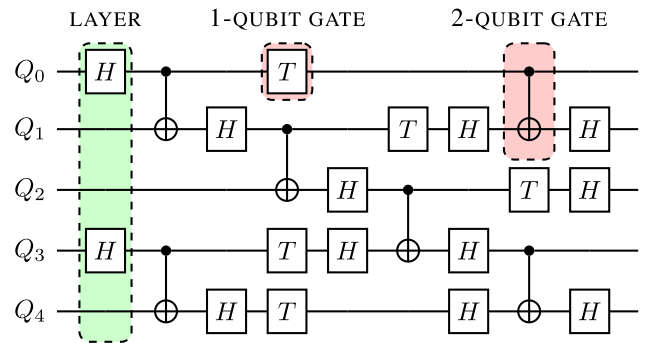 LAYER 1-QUBIT GATE 2-QUBIT GATE
Q0 H T
Q1 H T H H
Q2 H T H
Q3 H T H H
Q4 H T H H